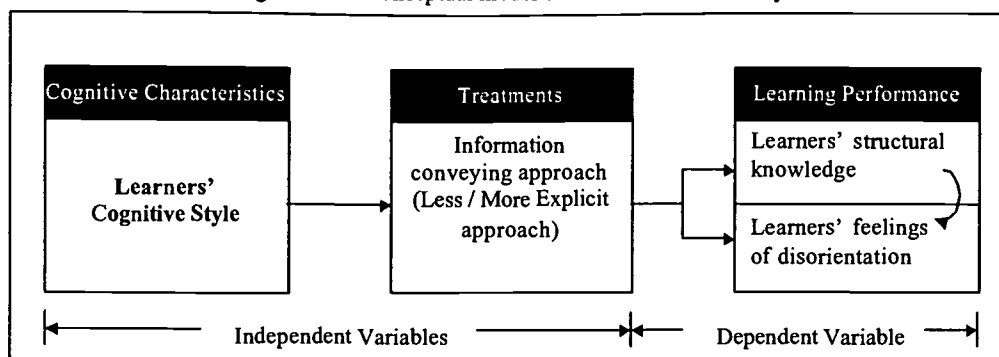 Cognitive Characteristics
Learners'
Cognitive Style
Treatments
Information
conveying approach
(Less / More Explicit
approach)
Learning Performance
Learners' structural
knowledge
Learners' feelings
of disorientation
Independent Variables
Dependent Variable